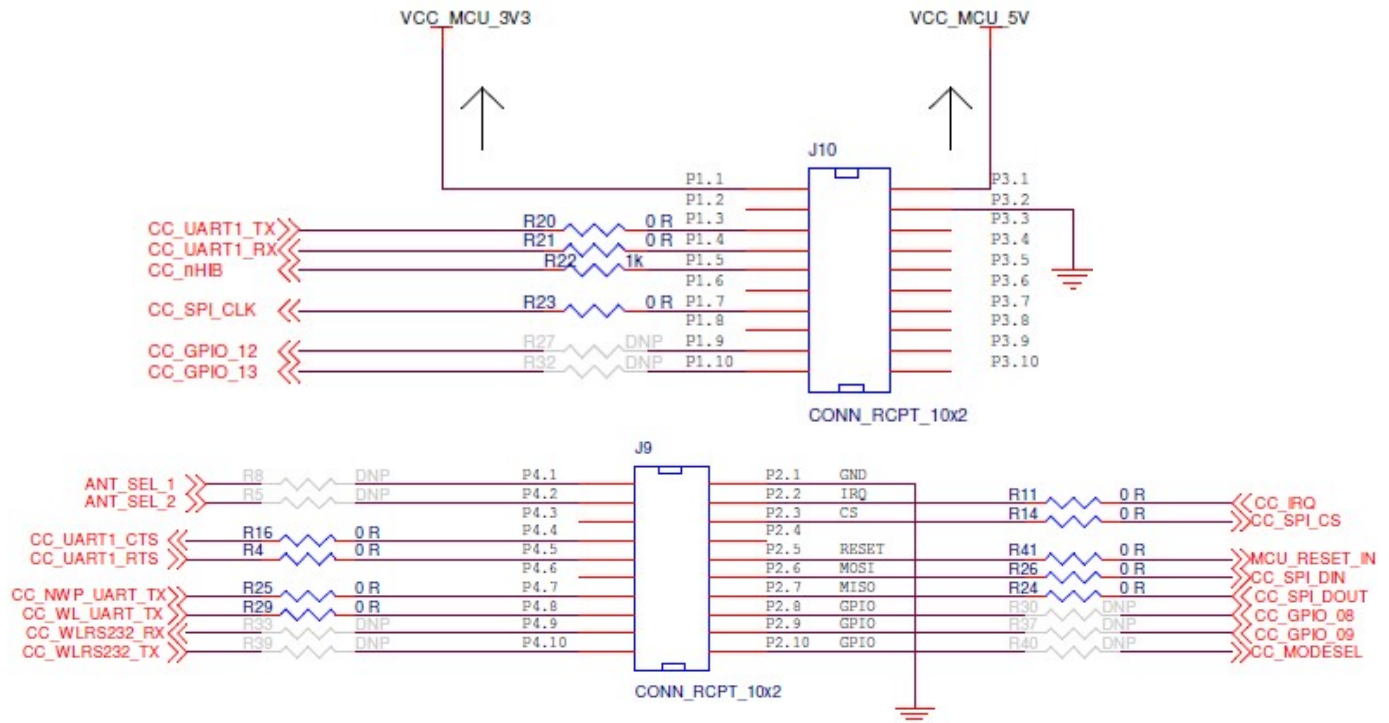 VCC_MCU_3V3 VCC_MCU_5V
J10
P1.1 P3.1
P1.2 P3.2
CC_UART1_TX R20 0 R P1.3 P3.3
CC_UART1_RX R21 0 R P1.4 P3.4
CC_nHIB R22 1k P1.5 P3.5
P1.6 P3.6
CC_SPI_CLK R23 0 R P1.7 P3.7
P1.8 P3.8
CC_GPIO_12 R27 DNP P1.9 P3.9
CC_GPIO_13 R32 DNP P1.10 P3.10
CONN_RCPT_10x2
J9
ANT_SEL_1 R8 DNP P4.1 P2.1 GND
ANT_SEL_2 R5 DNP P4.2 P2.2 IRQ R11 0 R CC_IRQ
P4.3 P2.3 CS R14 0 R CC_SPI_CS
CC_UART1_CTS R16 0 R P4.4 P2.4
CC_UART1_RTS R4 0 R P4.5 P2.5 RESET R41 0 R MCU_RESET_IN
P4.6 P2.6 MOSI R26 0 R CC_SPI_DIN
CC_NWP_UART_TX R25 0 R P4.7 P2.7 MISO R24 0 R CC_SPI_DOUT
CC_WL_UART_TX R29 0 R P4.8 P2.8 GPIO R30 DNP CC_GPIO_08
CC_WLRS232_RX R33 DNP P4.9 P2.9 GPIO R37 DNP CC_GPIO_09
CC_WLRS232_TX R39 DNP P4.10 P2.10 GPIO R40 DNP CC_MODESEL
CONN_RCPT_10x2